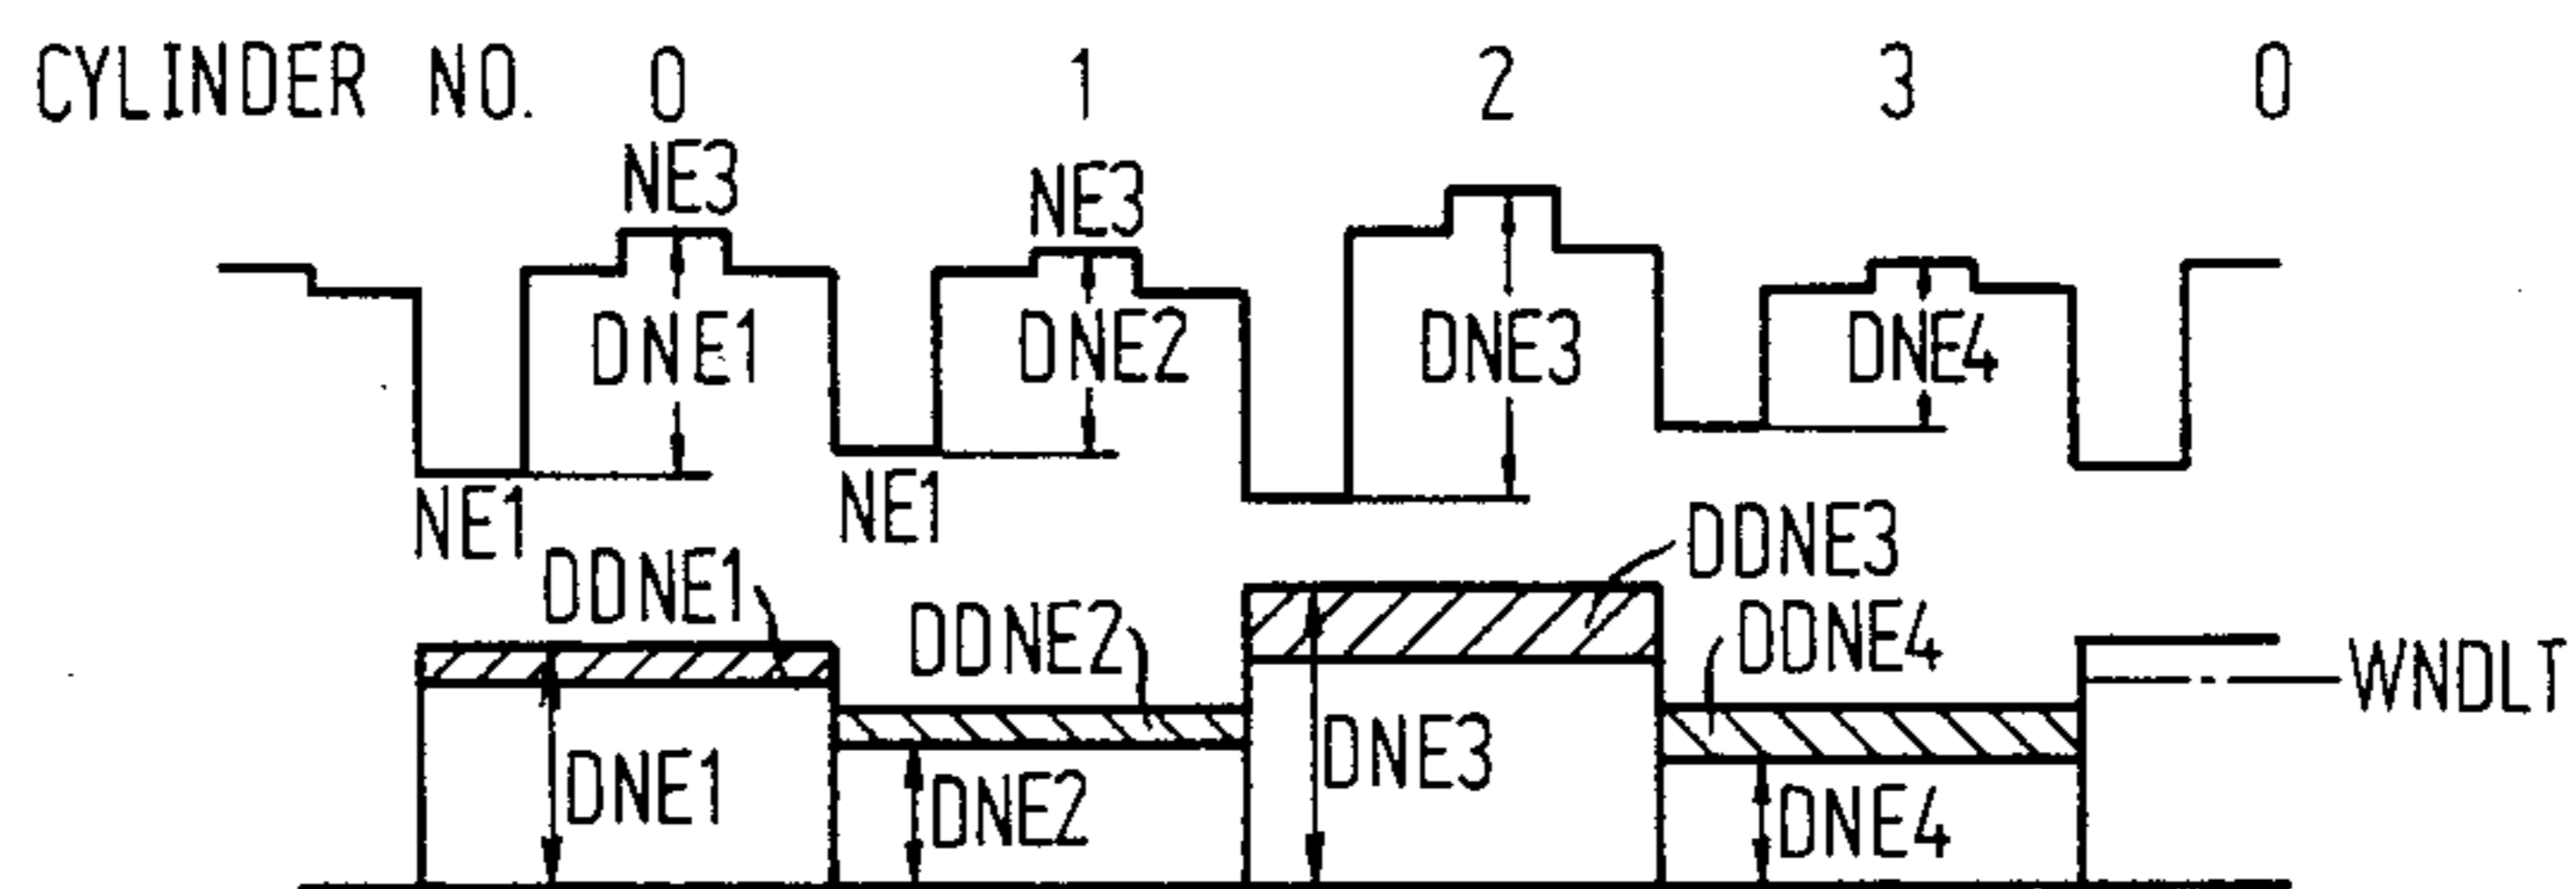 CYLINDER NO. 0 1 2 3 0
NE3 NE3
DNE1 DNE2 DNE3 DNE4
NE1 NE1
DDNE1 DDNE2 DDNE3
DDNE4
WNDLT
DNE1 DNE2 DNE3 DNE4